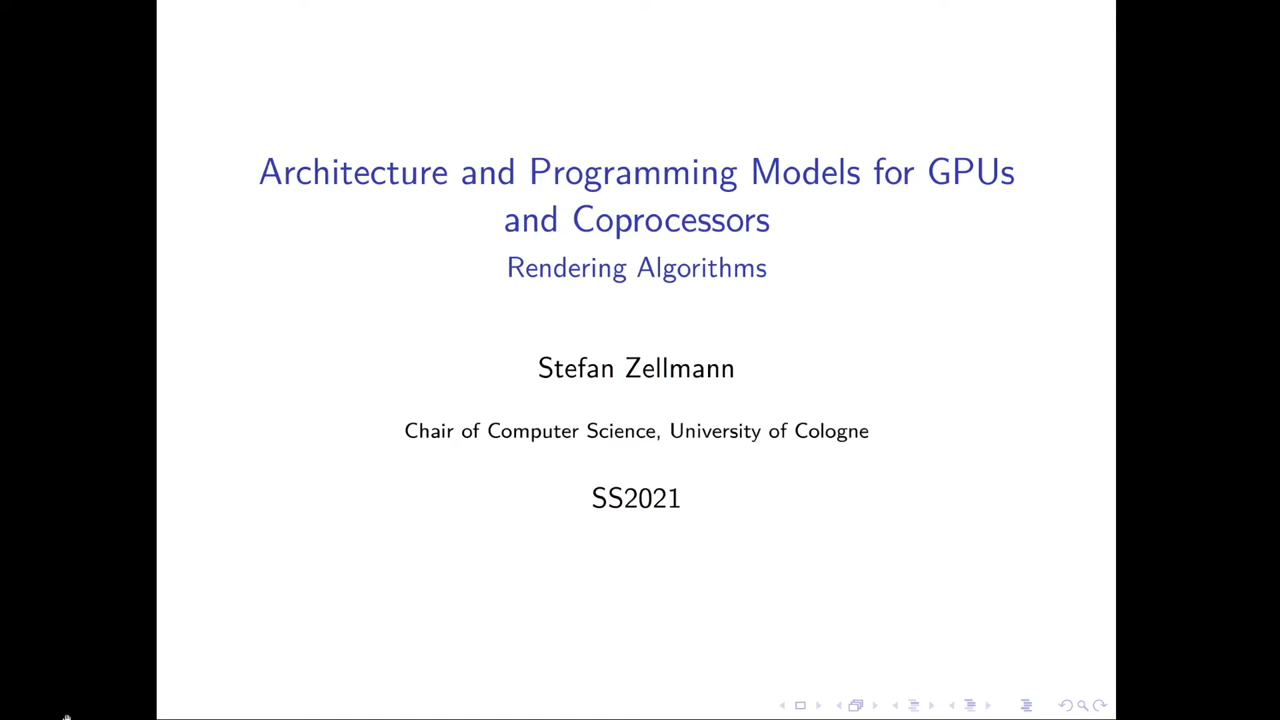 Architecture and Programming Models for GPUs
and Coprocessors
Rendering Algorithms
Stefan Zellmann
Chair of Computer Science, University of Cologne
SS2021